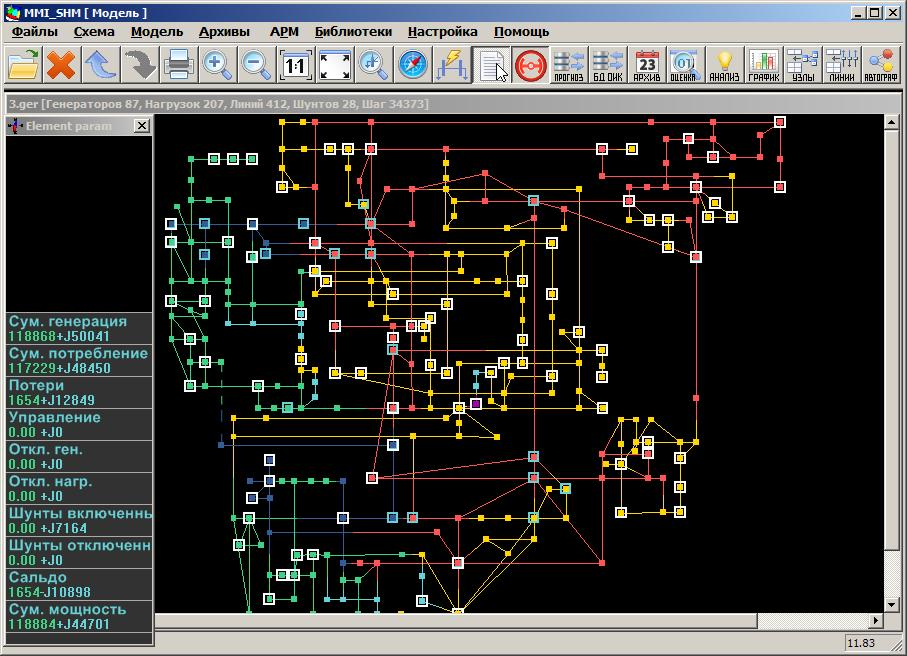 MMI_SHM [ Модель ]
Файлы Схема Модель Архивы АРМ Библиотеки Настройка Помощь
1:1 ПРОГНОЗ БД ОИК 23 АРХИВ 01 ОЦЕНКА АНАЛИЗ ГРАФИК УЗЛЫ ЛИНИИ АВТОГРАФ
3.ger [Генераторов 87, Нагрузок 207, Линий 412, Шунтов 28, Шаг 34373]
Element param
Сум. генерация
118868+J50041
Сум. потребление
117229+J48450
Потери
1654+J12849
Управление
0.00 +J0
Откл. ген.
0.00 +J0
Откл. нагр.
0.00 +J0
Шунты включеннь
0.00 +J7164
Шунты отключенн
0.00 +J0
Сальдо
1654-J10898
Сум. мощность
118884+J44701
11.83